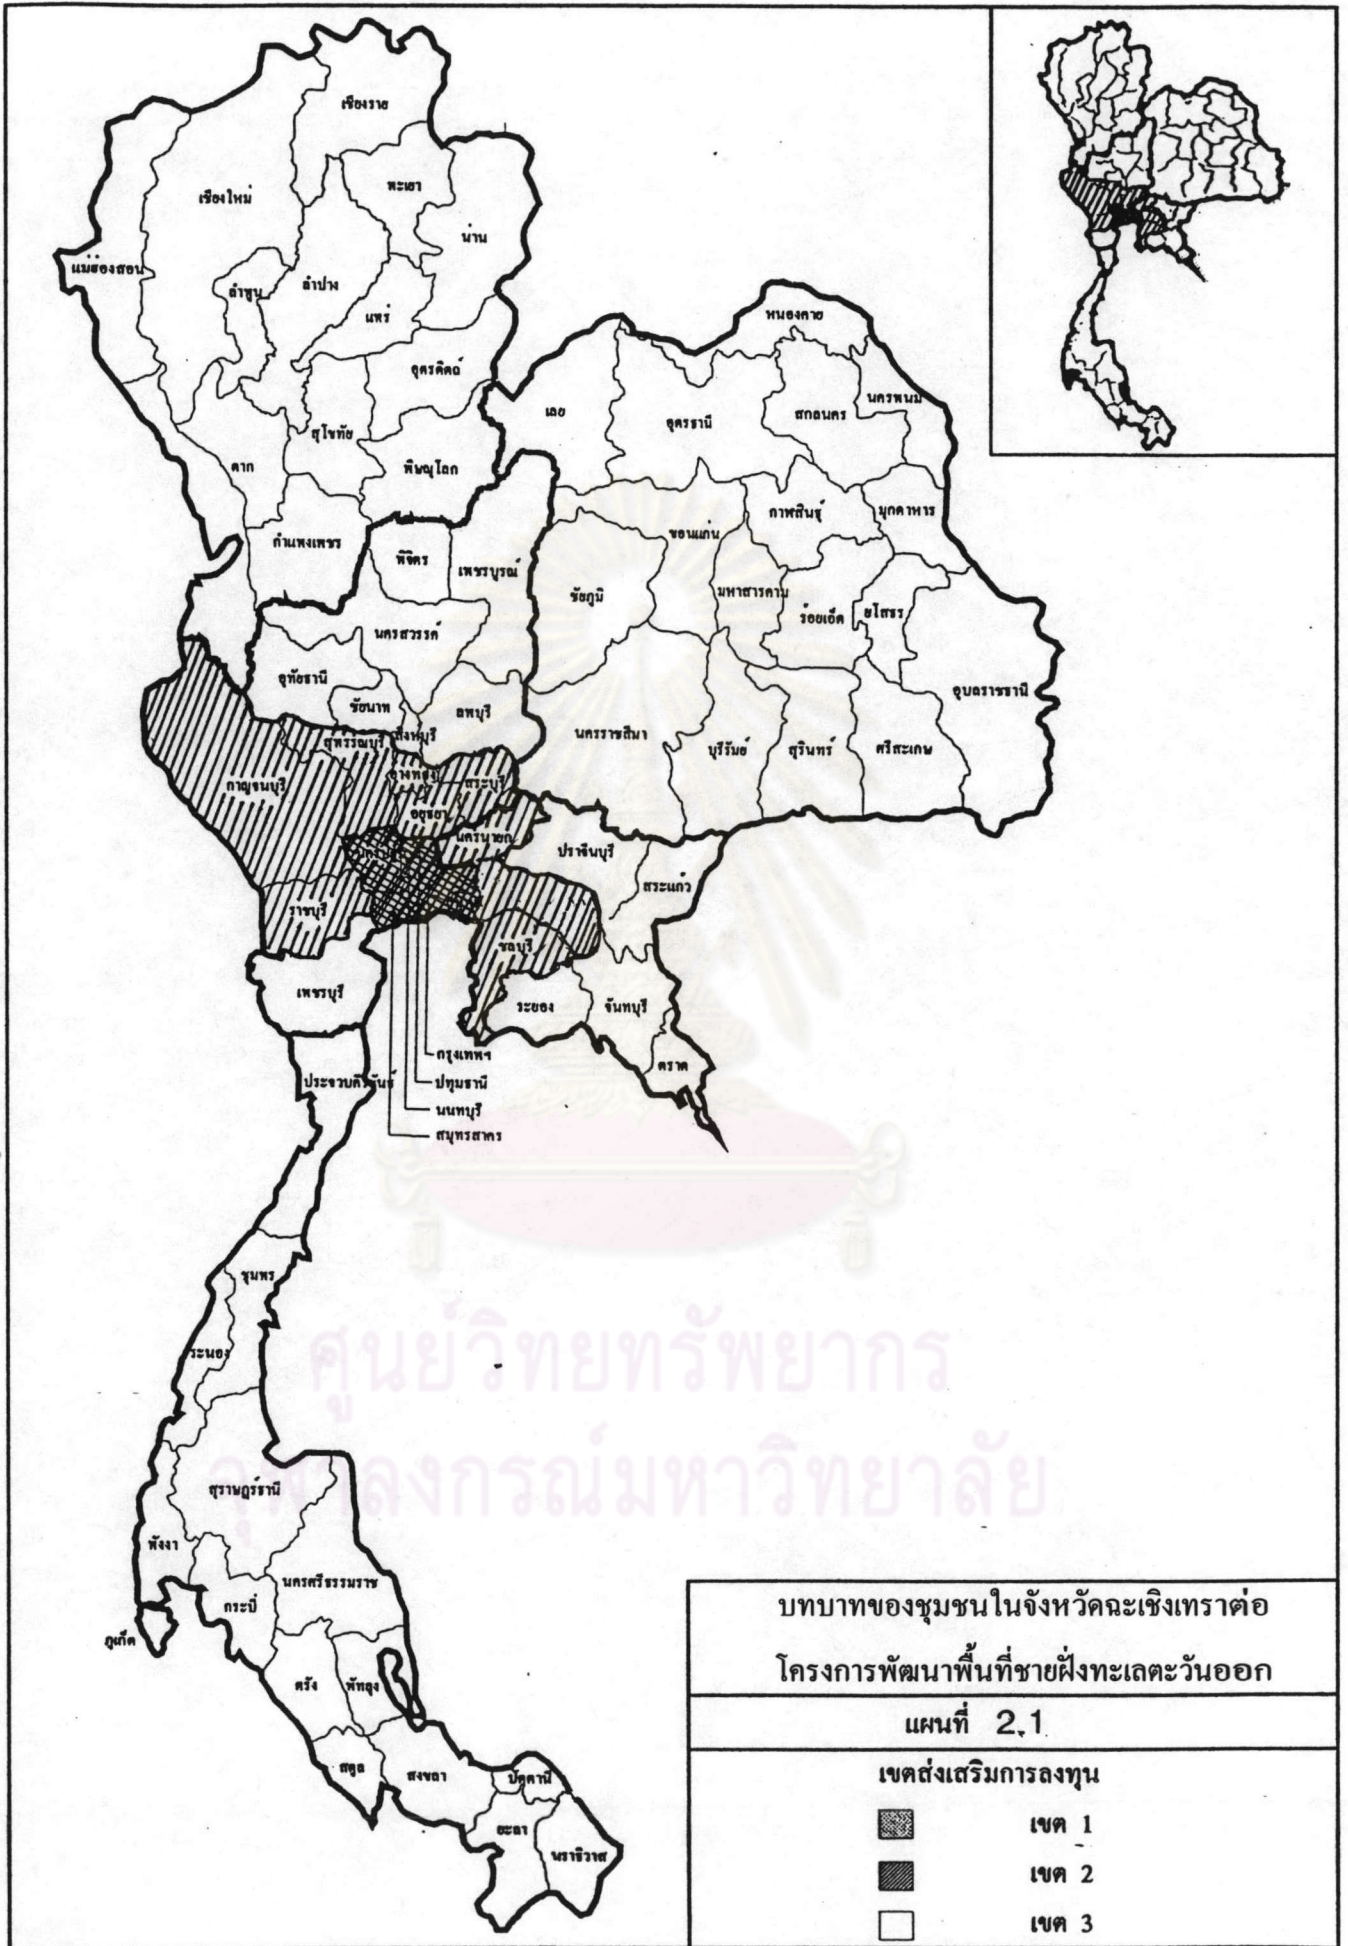 เชียงราย
พะเยา
เชียงใหม่
น่าน
แม่ฮ่องสอน
ลำพูน
ลำปาง
แพร่
หนองคาย
อุตรดิตถ์
เลย
อุดรธานี
สกลนคร
นครพนม
สุโขทัย
ตาก
พิษณุโลก
กำแพงเพชร
พิจิตร
เพชรบูรณ์
ขอนแก่น
กาฬสินธุ์
มุกดาหาร
ชัยภูมิ
มหาสารคาม
ร้อยเอ็ด
ยโสธร
นครสวรรค์
อุทัยธานี
ชัยนาท
ลพบุรี
อุบลราชธานี
สุพรรณบุรี
สิงห์บุรี
นครราชสีมา
บุรีรัมย์
สุรินทร์
ศรีสะเกษ
กาญจนบุรี
อ่างทอง
สระบุรี
อยุธยา
นครนายก
ปราจีนบุรี
สระแก้ว
ราชบุรี
ชลบุรี
เพชรบุรี
ระยอง
จันทบุรี
ตราด
กรุงเทพฯ
ประจวบคีรีขันธ์
ปทุมธานี
นนทบุรี
สมุทรสาคร
ชุมพร
ระนอง
ศูนย์วิทยทรัพยากร
จุฬาลงกรณ์มหาวิทยาลัย
สุราษฎร์ธานี
พังงา
นครศรีธรรมราช
กระบี่
ภูเก็ต
ตรัง
พัทลุง
สตูล
สงขลา
ปัตตานี
ยะลา
นราธิวาส
บทบาทของชุมชนในจังหวัดฉะเชิงเทราต่อ
โครงการพัฒนาพื้นที่ชายฝั่งทะเลตะวันออก
แผนที่ 2.1
เขตส่งเสริมการลงทุน
เขต 1
เขต 2
เขต 3